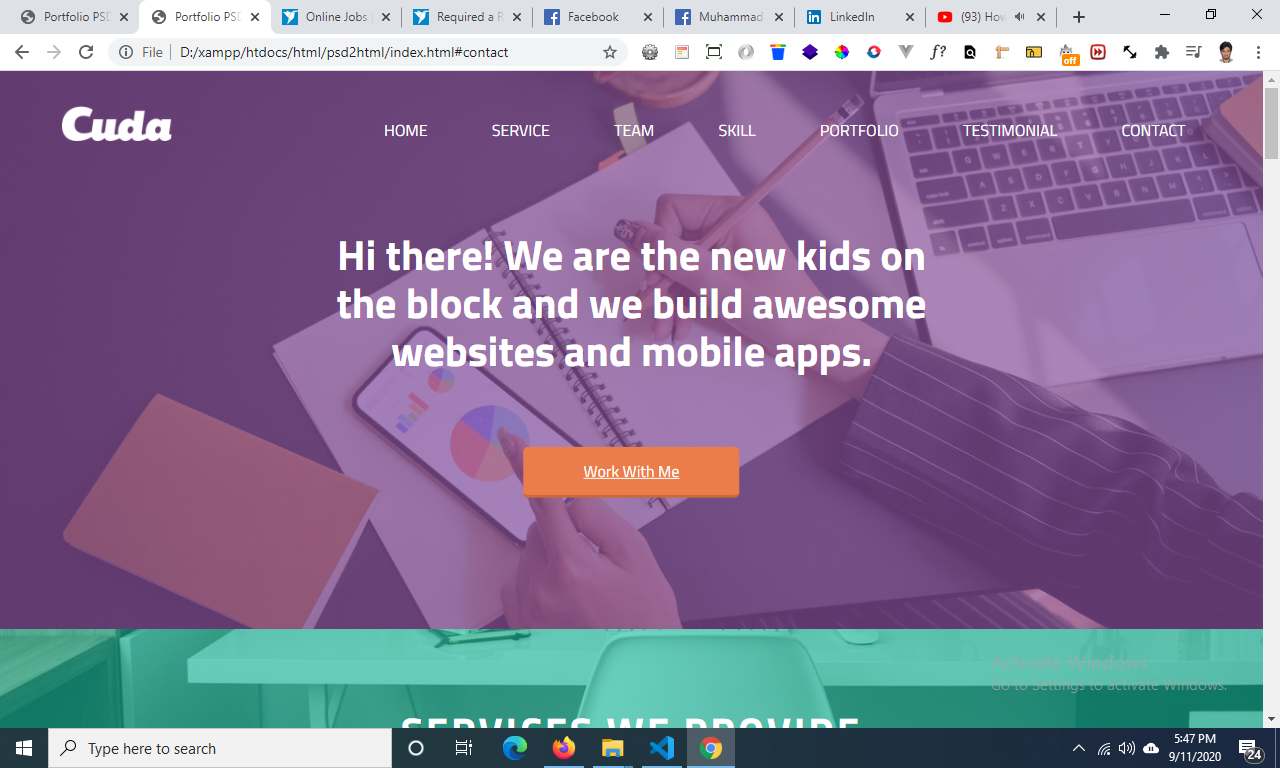 Portfolio PSD
Portfolio PSD
Online Jobs
Required a R
Facebook
Muhammad
LinkedIn
(93) How
File
D:/xampp/htdocs/html/psd2html/index.html#contact
f?
off
Cuda
HOME
SERVICE
TEAM
SKILL
PORTFOLIO
TESTIMONIAL
CONTACT
Hi there! We are the new kids on
the block and we build awesome
websites and mobile apps.
Work With Me
Activate Windows
Go to Settings to activate Windows.
SERVICES WE PROVIDE
Type here to search
5:47 PM
9/11/2020
24